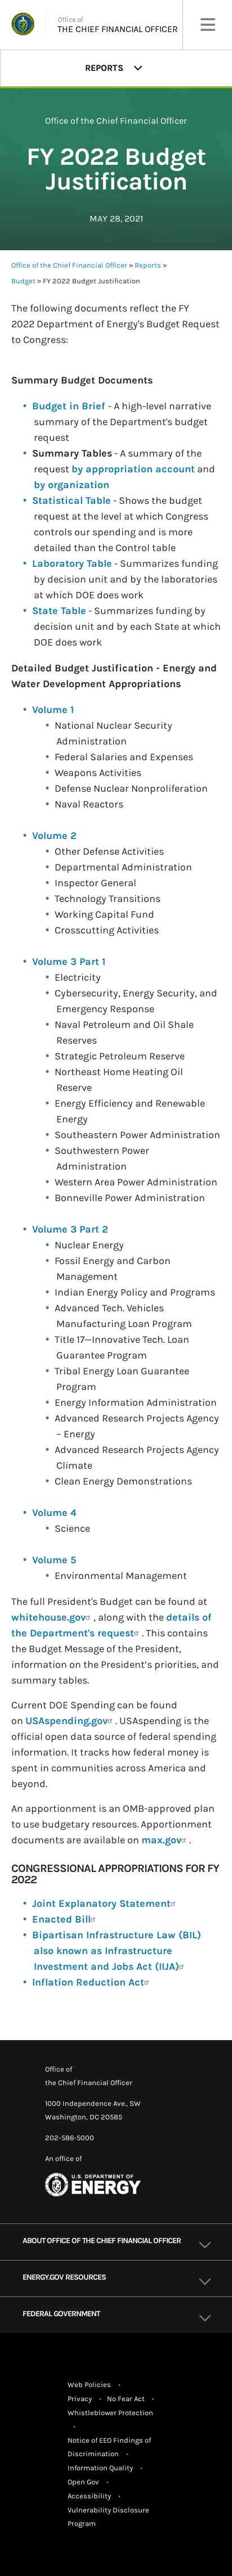 Office of
THE CHIEF FINANCIAL OFFICER
REPORTS
Office of the Chief Financial Officer
FY 2022 Budget
Justification
MAY 28, 2021
Office of the Chief Financial Officer » Reports »
Budget » FY 2022 Budget Justification
The following documents reflect the FY
2022 Department of Energy's Budget Request
to Congress:
Summary Budget Documents
• Budget in Brief - A high-level narrative
summary of the Department's budget
request
• Summary Tables - A summary of the
request by appropriation account and
by organization
• Statistical Table - Shows the budget
request at the level at which Congress
controls our spending and is more
detailed than the Control table
• Laboratory Table - Summarizes funding
by decision unit and by the laboratories
at which DOE does work
• State Table - Summarizes funding by
decision unit and by each State at which
DOE does work
Detailed Budget Justification - Energy and
Water Development Appropriations
• Volume 1
• National Nuclear Security
Administration
• Federal Salaries and Expenses
• Weapons Activities
• Defense Nuclear Nonproliferation
• Naval Reactors
• Volume 2
• Other Defense Activities
• Departmental Administration
• Inspector General
• Technology Transitions
• Working Capital Fund
• Crosscutting Activities
• Volume 3 Part 1
• Electricity
• Cybersecurity, Energy Security, and
Emergency Response
• Naval Petroleum and Oil Shale
Reserves
• Strategic Petroleum Reserve
• Northeast Home Heating Oil
Reserve
• Energy Efficiency and Renewable
Energy
• Southeastern Power Administration
• Southwestern Power
Administration
• Western Area Power Administration
• Bonneville Power Administration
• Volume 3 Part 2
• Nuclear Energy
• Fossil Energy and Carbon
Management
• Indian Energy Policy and Programs
• Advanced Tech. Vehicles
Manufacturing Loan Program
• Title 17—Innovative Tech. Loan
Guarantee Program
• Tribal Energy Loan Guarantee
Program
• Energy Information Administration
• Advanced Research Projects Agency
– Energy
• Advanced Research Projects Agency
Climate
• Clean Energy Demonstrations
• Volume 4
• Science
• Volume 5
• Environmental Management
The full President's Budget can be found at
whitehouse.gov , along with the details of
the Department's request . This contains
the Budget Message of the President,
information on the President’s priorities, and
summary tables.
Current DOE Spending can be found
on USAspending.gov . USAspending is the
official open data source of federal spending
information. It tracks how federal money is
spent in communities across America and
beyond.
An apportionment is an OMB-approved plan
to use budgetary resources. Apportionment
documents are available on max.gov .
CONGRESSIONAL APPROPRIATIONS FOR FY
2022
• Joint Explanatory Statement
• Enacted Bill
• Bipartisan Infrastructure Law (BIL)
also known as Infrastructure
Investment and Jobs Act (IIJA)
• Inflation Reduction Act
Office of
the Chief Financial Officer
1000 Independence Ave., SW
Washington, DC 20585
202-586-5000
An office of
U.S. DEPARTMENT OF
ENERGY
ABOUT OFFICE OF THE CHIEF FINANCIAL OFFICER
ENERGY.GOV RESOURCES
FEDERAL GOVERNMENT
Web Policies •
Privacy • No Fear Act •
Whistleblower Protection
•
Notice of EEO Findings of
Discrimination •
Information Quality •
Open Gov •
Accessibility •
Vulnerability Disclosure
Program